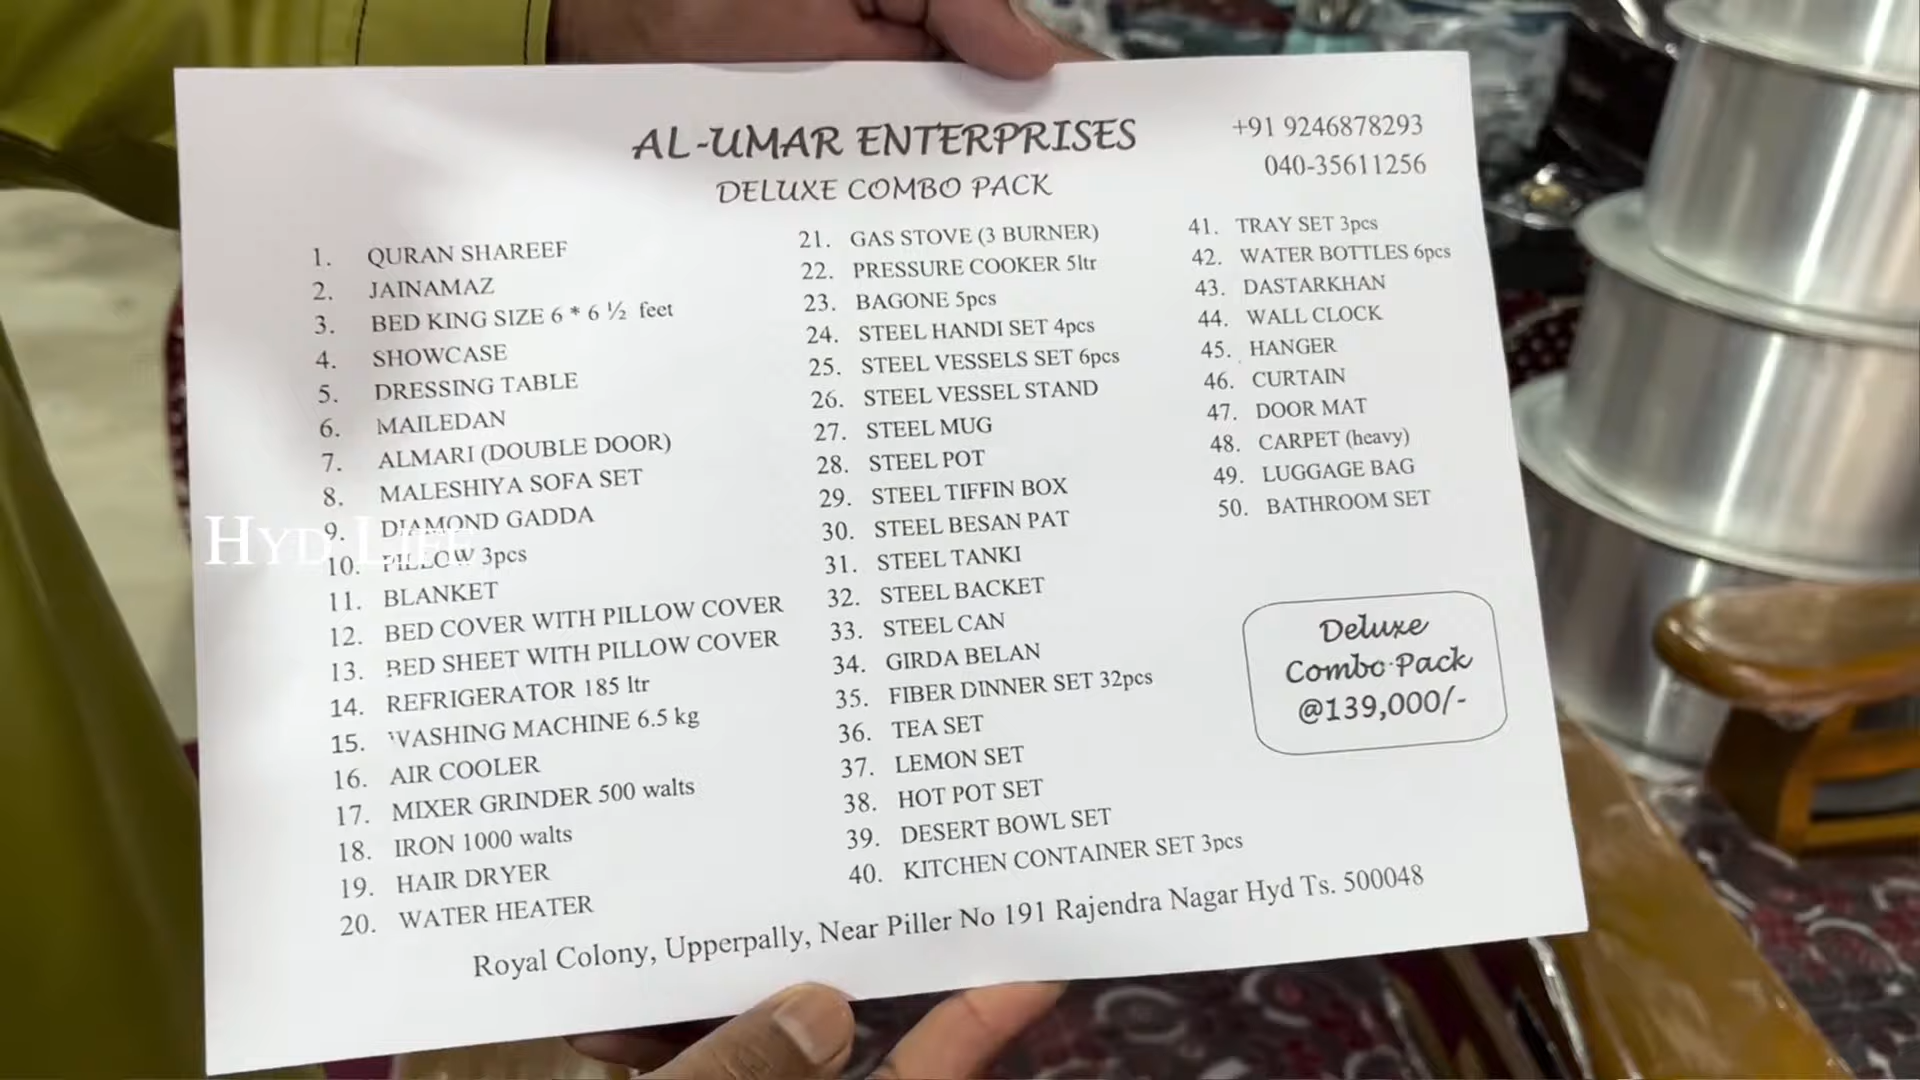 AL-UMAR ENTERPRISES
DELUXE COMBO PACK
+91 9246878293
040-35611256
1. QURAN SHAREEF
2. JAINAMAZ
3. BED KING SIZE 6 * 6 ½ feet
4. SHOWCASE
5. DRESSING TABLE
6. MAILEDAN
7. ALMARI (DOUBLE DOOR)
8. MALESHIYA SOFA SET
9. DIAMOND GADDA
10. PILLOW 3pcs
11. BLANKET
12. BED COVER WITH PILLOW COVER
13. BED SHEET WITH PILLOW COVER
14. REFRIGERATOR 185 ltr
15. WASHING MACHINE 6.5 kg
16. AIR COOLER
17. MIXER GRINDER 500 walts
18. IRON 1000 walts
19. HAIR DRYER
20. WATER HEATER
21. GAS STOVE (3 BURNER)
22. PRESSURE COOKER 5ltr
23. BAGONE 5pcs
24. STEEL HANDI SET 4pcs
25. STEEL VESSELS SET 6pcs
26. STEEL VESSEL STAND
27. STEEL MUG
28. STEEL POT
29. STEEL TIFFIN BOX
30. STEEL BESAN PAT
31. STEEL TANKI
32. STEEL BACKET
33. STEEL CAN
34. GIRDA BELAN
35. FIBER DINNER SET 32pcs
36. TEA SET
37. LEMON SET
38. HOT POT SET
39. DESERT BOWL SET
40. KITCHEN CONTAINER SET 3pcs
41. TRAY SET 3pcs
42. WATER BOTTLES 6pcs
43. DASTARKHAN
44. WALL CLOCK
45. HANGER
46. CURTAIN
47. DOOR MAT
48. CARPET (heavy)
49. LUGGAGE BAG
50. BATHROOM SET
Deluxe
Combo Pack
@139,000/-
Royal Colony, Upperpally, Near Piller No 191 Rajendra Nagar Hyd Ts. 500048
HYD LIFE